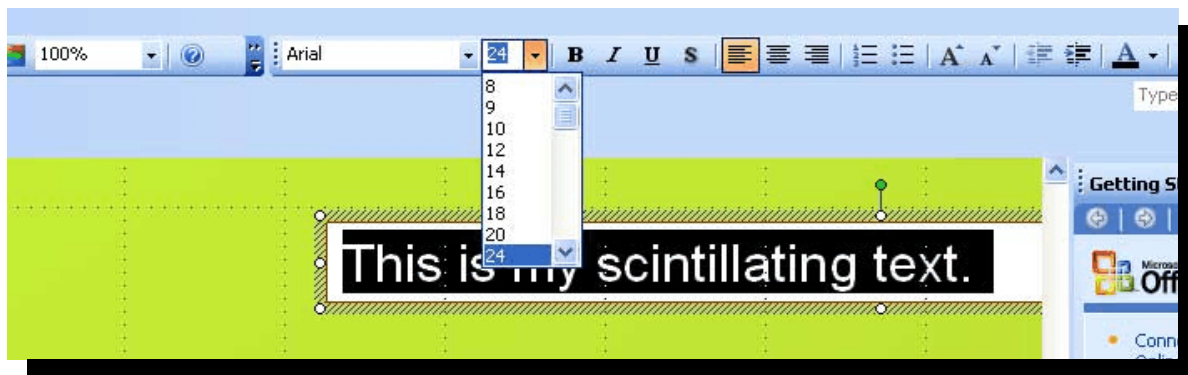 100% Arial 24 B I U S A A A
Type
8
9
10
12
14
16
18
20
24
This is my scintillating text.
Getting S
Microso
Off
Conn